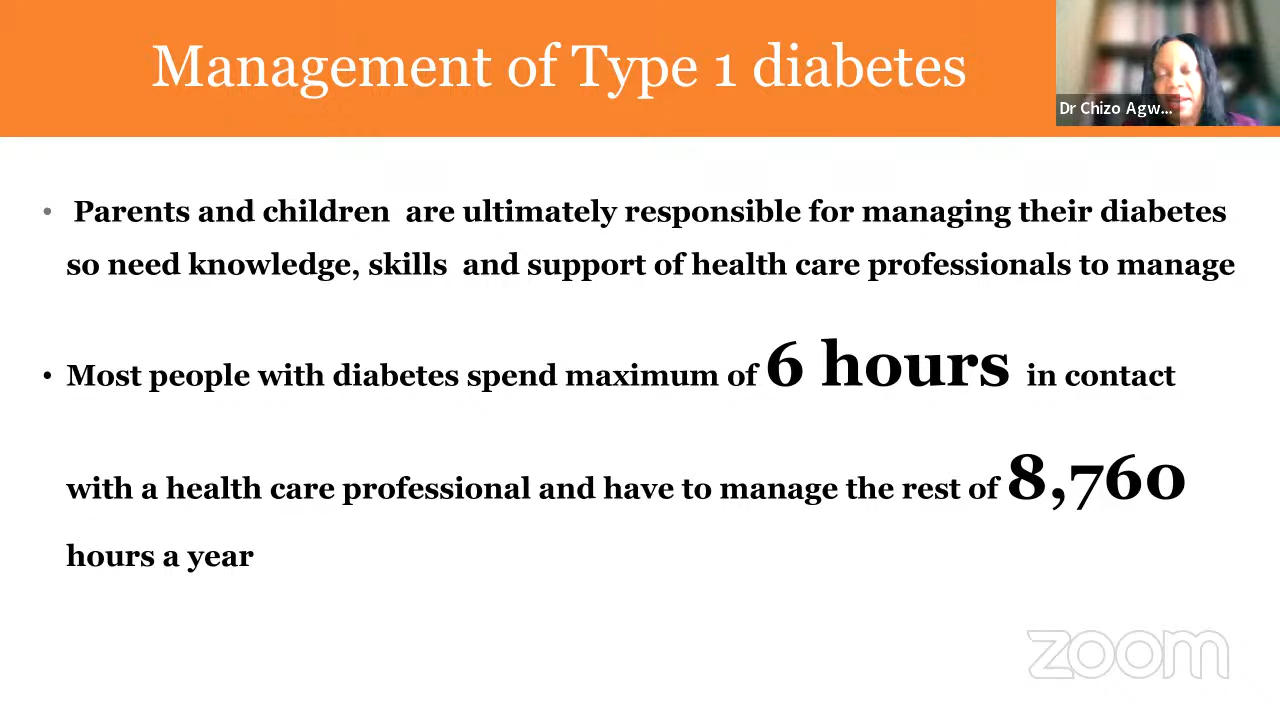 Management of Type 1 diabetes
Dr Chizo Agw...
• Parents and children are ultimately responsible for managing their diabetes
so need knowledge, skills and support of health care professionals to manage
• Most people with diabetes spend maximum of 6 hours in contact
with a health care professional and have to manage the rest of 8,760
hours a year
zoom